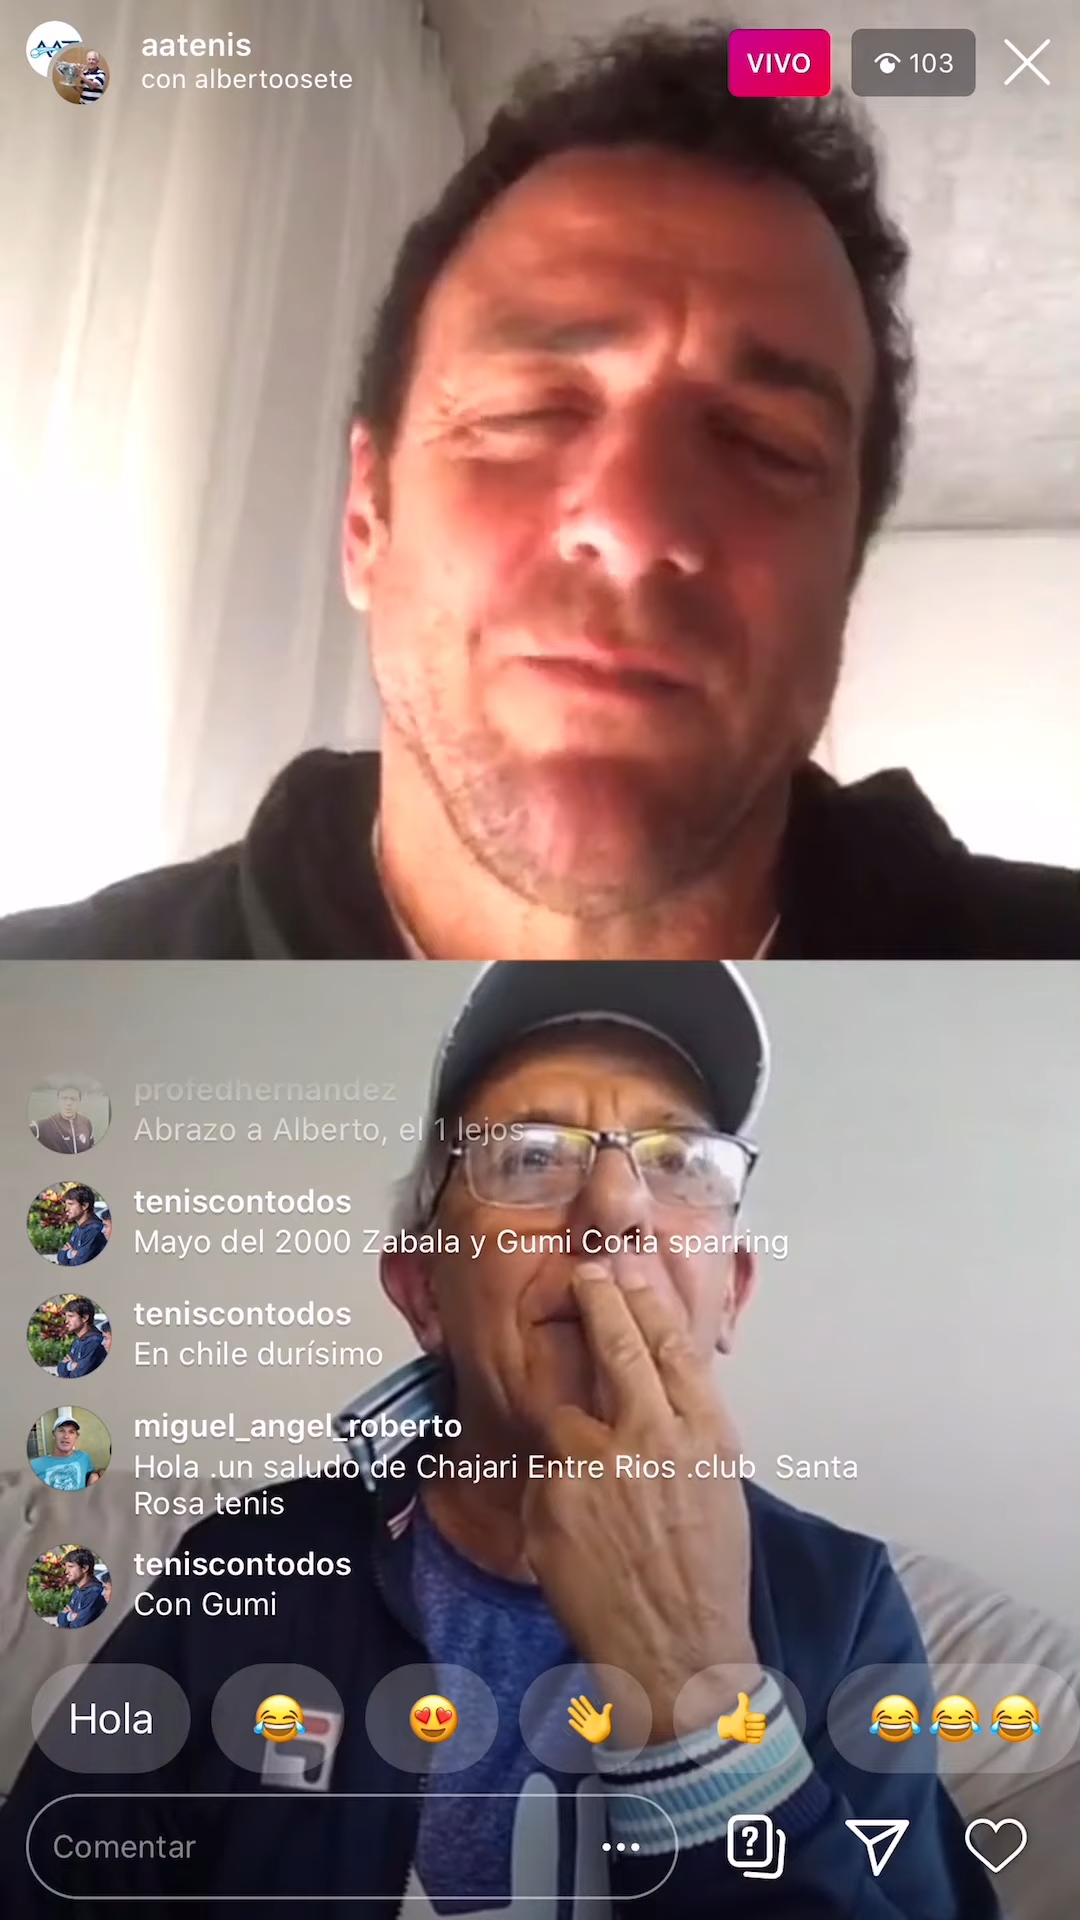 aatenis
con albertoosete
VIVO
103
profedhernandez
Abrazo a Alberto, el 1 lejos
teniscontodos
Mayo del 2000 Zabala y Gumi Coria sparring
teniscontodos
En chile durísimo
miguel_angel_roberto
Hola .un saludo de Chajari Entre Rios .club  Santa
Rosa tenis
teniscontodos
Con Gumi
Hola
😂
😍
👋
👍
😂😂😂
Comentar